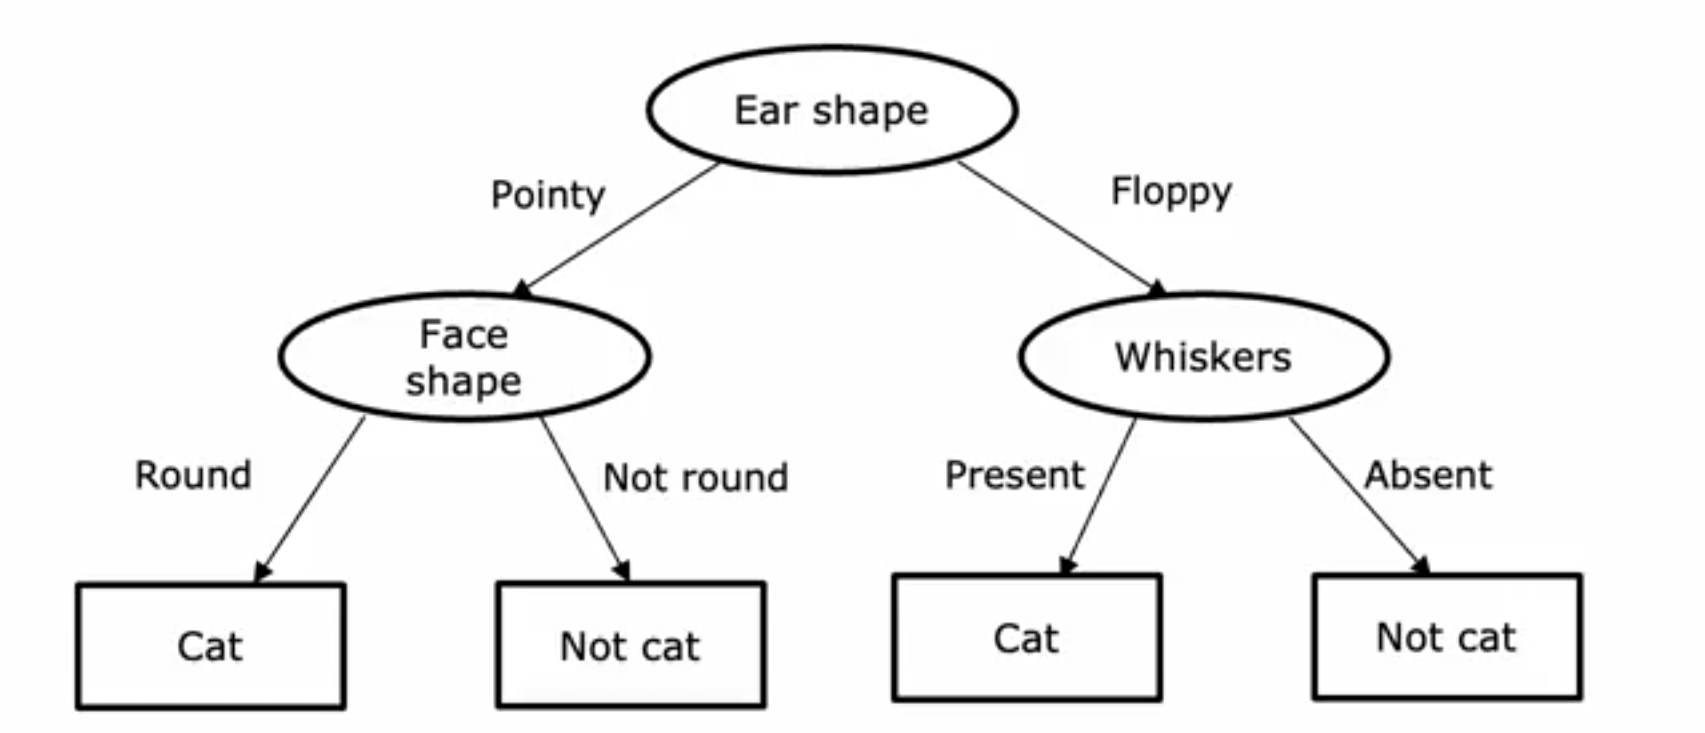 Ear shape
Pointy
Floppy
Face
shape
Whiskers
Round
Not round
Present
Absent
Cat
Not cat
Cat
Not cat